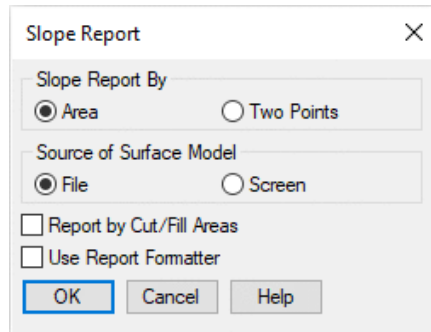 Slope Report
Slope Report By
Area Two Points
Source of Surface Model
File Screen
Report by Cut/Fill Areas
Use Report Formatter
OK Cancel Help